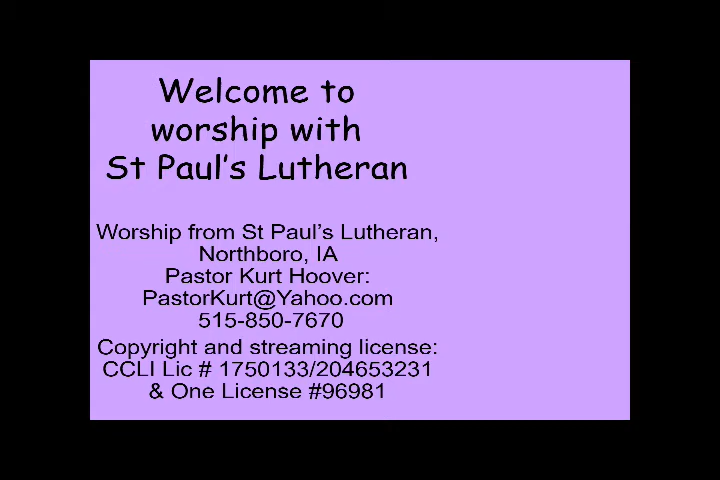 Welcome to
worship with
St Paul's Lutheran
Worship from St Paul's Lutheran,
Northboro, IA
Pastor Kurt Hoover:
PastorKurt@Yahoo.com
515-850-7670
Copyright and streaming license:
CCLI Lic # 1750133/204653231
& One License #96981